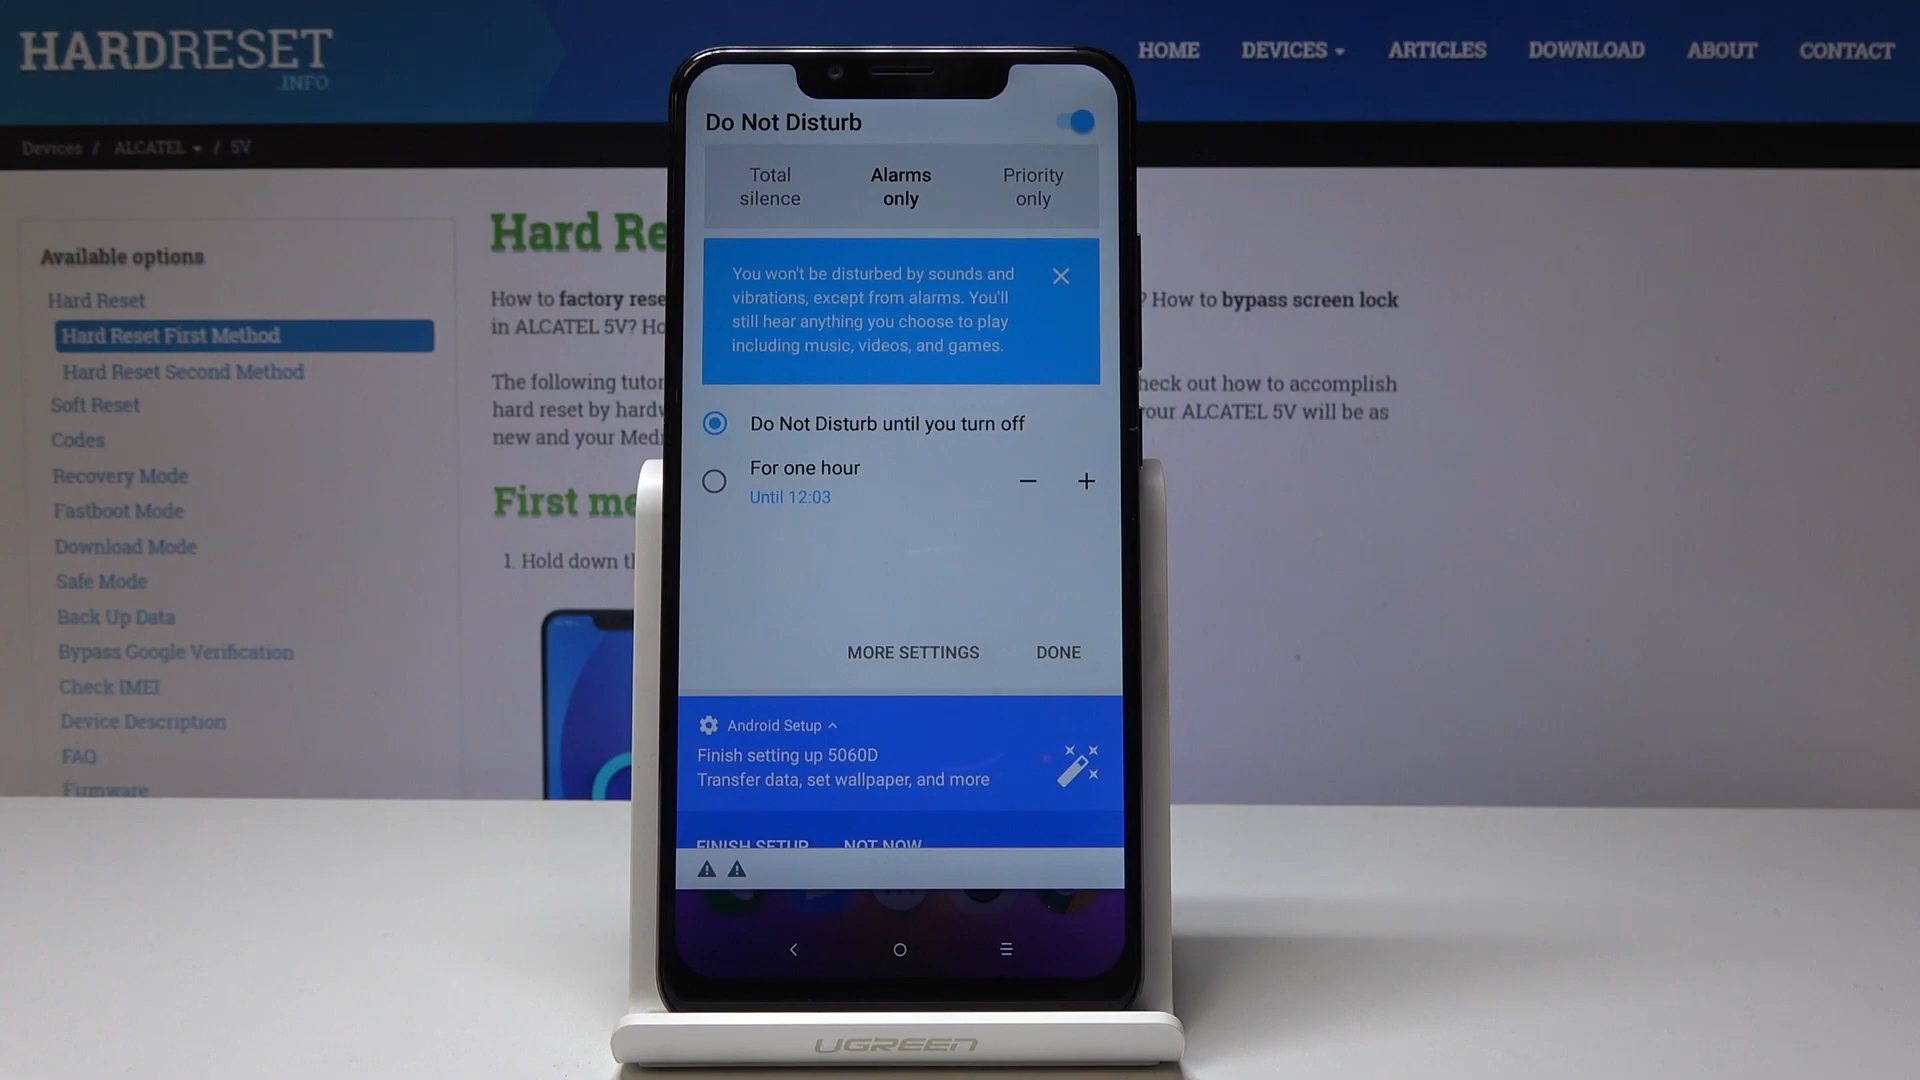 HARDRESET
.INFO
HOME DEVICES ARTICLES DOWNLOAD ABOUT CONTACT
Devices / ALCATEL / 5V
Available options
Hard Reset
Hard Reset First Method
Hard Reset Second Method
Soft Reset
Codes
Recovery Mode
Fastboot Mode
Download Mode
Safe Mode
Back Up Data
Bypass Google Verification
Check IMEI
Device Description
FAQ
Firmware
Hard Re
How to factory rese ? How to bypass screen lock
in ALCATEL 5V? Ho
The following tutor heck out how to accomplish
hard reset by hardw your ALCATEL 5V will be as
new and your Medi
First me
1. Hold down th
Do Not Disturb
Total silence
Alarms only
Priority only
You won't be disturbed by sounds and
vibrations, except from alarms. You'll
still hear anything you choose to play
including music, videos, and games.
Do Not Disturb until you turn off
For one hour
Until 12:03
MORE SETTINGS DONE
Android Setup
Finish setting up 5060D
Transfer data, set wallpaper, and more
FINISH SETUP NOT NOW
UGREEN